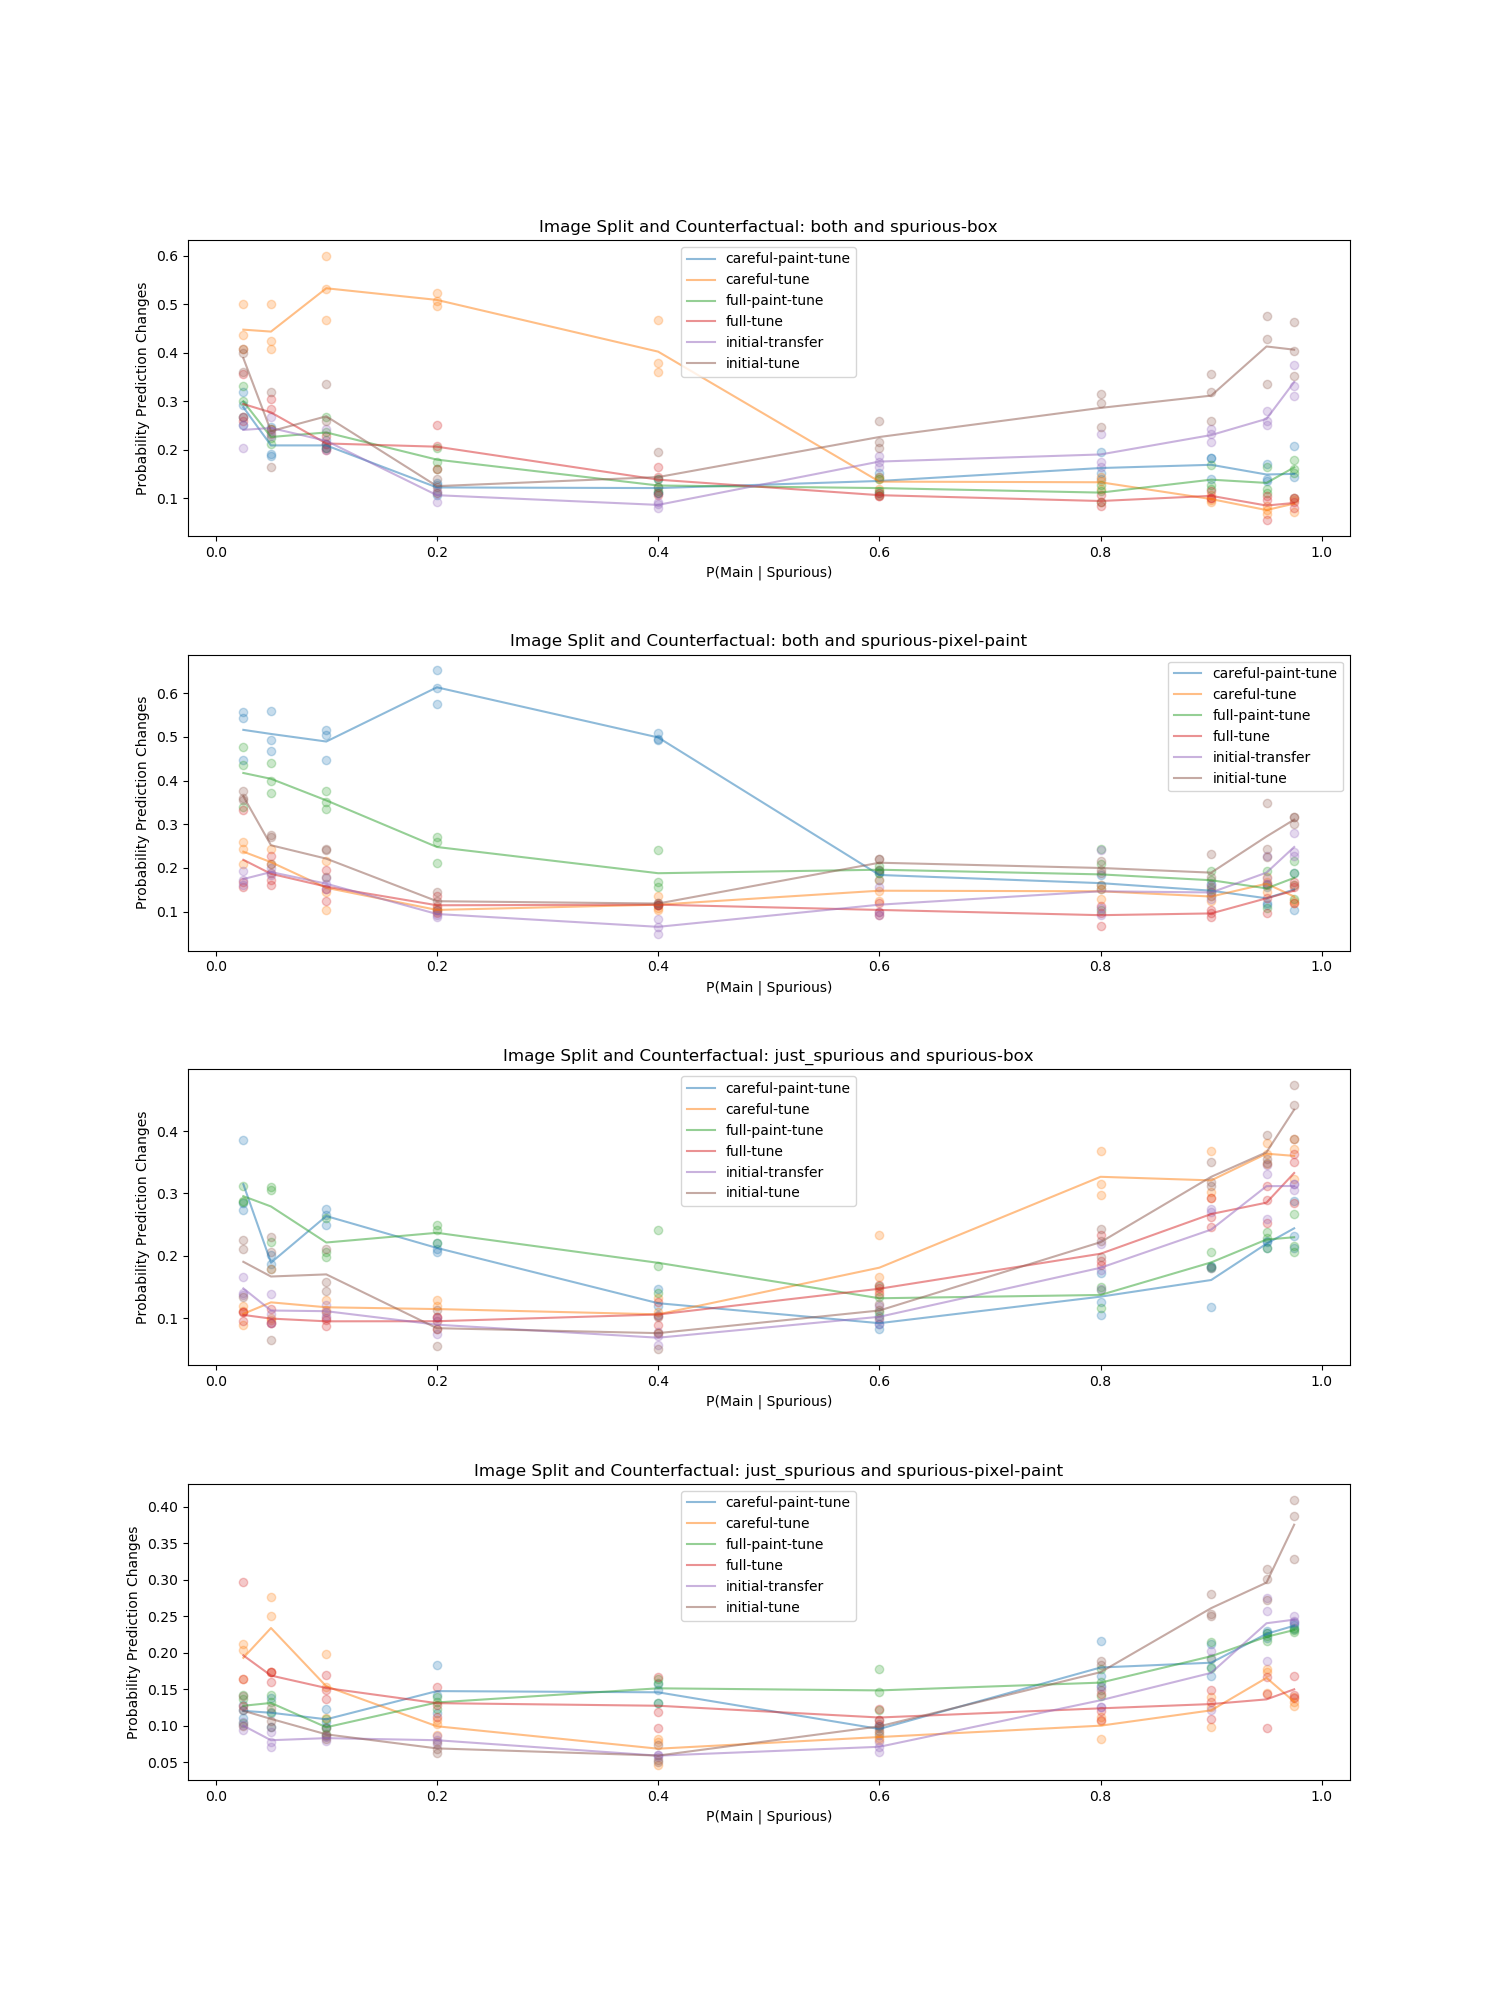 Image Split and Counterfactual: both and spurious-box
Probability Prediction Changes
0.6
0.5
0.4
0.3
0.2
0.1
careful-paint-tune
careful-tune
full-paint-tune
full-tune
initial-transfer
initial-tune
0.0 0.2 0.4 0.6 0.8 1.0
P(Main | Spurious)
Image Split and Counterfactual: both and spurious-pixel-paint
Probability Prediction Changes
0.6
0.5
0.4
0.3
0.2
0.1
careful-paint-tune
careful-tune
full-paint-tune
full-tune
initial-transfer
initial-tune
0.0 0.2 0.4 0.6 0.8 1.0
P(Main | Spurious)
Image Split and Counterfactual: just_spurious and spurious-box
Probability Prediction Changes
0.4
0.3
0.2
0.1
careful-paint-tune
careful-tune
full-paint-tune
full-tune
initial-transfer
initial-tune
0.0 0.2 0.4 0.6 0.8 1.0
P(Main | Spurious)
Image Split and Counterfactual: just_spurious and spurious-pixel-paint
Probability Prediction Changes
0.40
0.35
0.30
0.25
0.20
0.15
0.10
0.05
careful-paint-tune
careful-tune
full-paint-tune
full-tune
initial-transfer
initial-tune
0.0 0.2 0.4 0.6 0.8 1.0
P(Main | Spurious)